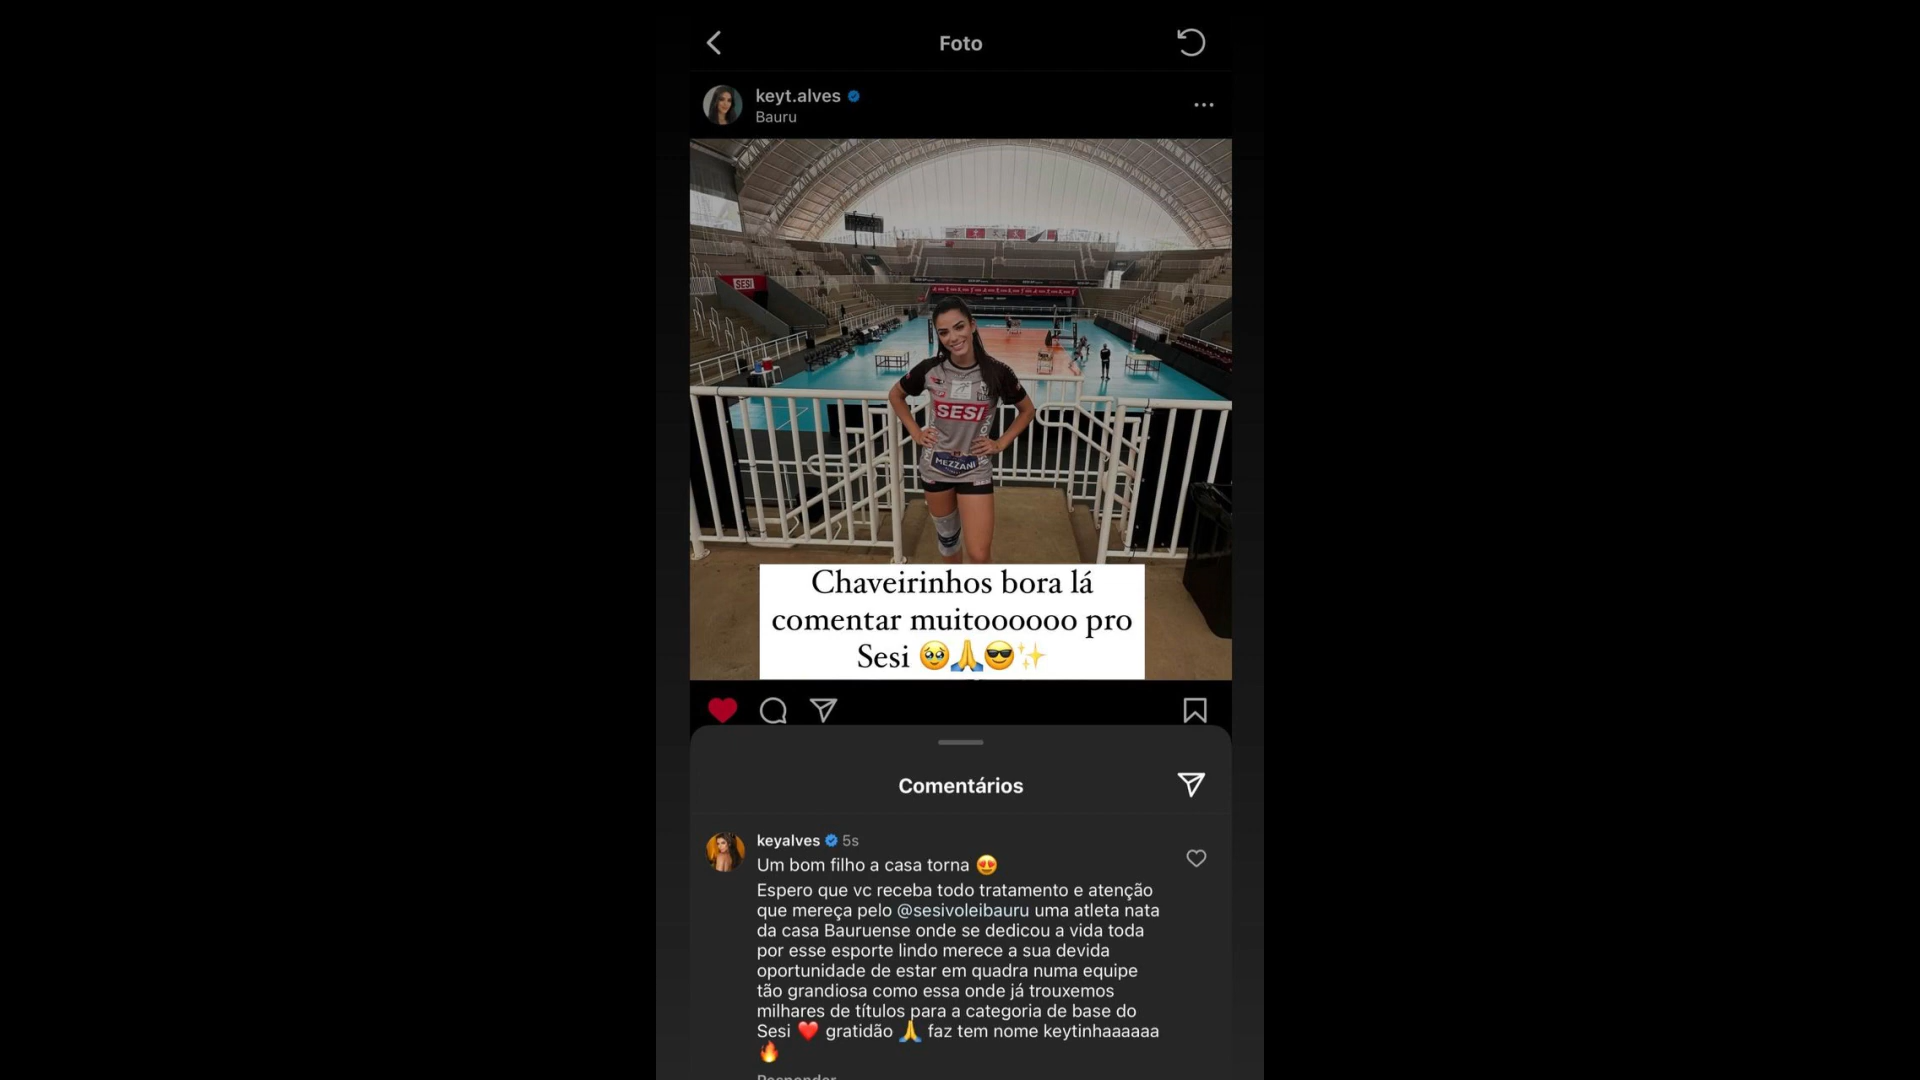 Foto
keyt.alves
Bauru
SESI
SESI
MEZZANI
Chaveirinhos bora lá
comentar muitoooooo pro
Sesi 🥹🙏😎✨
Comentários
keyalves 5s
Um bom filho a casa torna 😍
Espero que vc receba todo tratamento e atenção
que mereça pelo @sesivoleibauru uma atleta nata
da casa Bauruense onde se dedicou a vida toda
por esse esporte lindo merece a sua devida
oportunidade de estar em quadra numa equipe
tão grandiosa como essa onde já trouxemos
milhares de títulos para a categoria de base do
Sesi ❤️ gratidão 🙏 faz tem nome keytinhaaaaaa
🔥
Responder